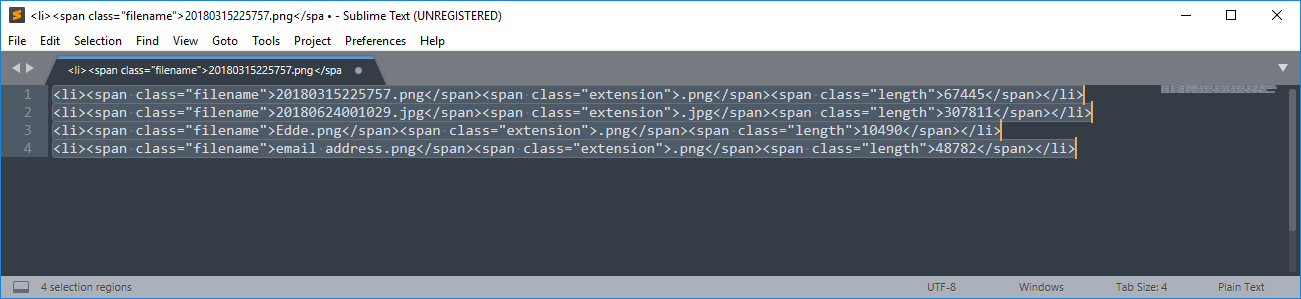 <li><span class="filename">20180315225757.png</spa • - Sublime Text (UNREGISTERED)
File Edit Selection Find View Goto Tools Project Preferences Help
<li><span class="filename">20180315225757.png</spa
1 <li><span class="filename">20180315225757.png</span><span class="extension">.png</span><span class="length">67445</span></li>
2 <li><span class="filename">20180624001029.jpg</span><span class="extension">.jpg</span><span class="length">307811</span></li>
3 <li><span class="filename">Edde.png</span><span class="extension">.png</span><span class="length">10490</span></li>
4 <li><span class="filename">email address.png</span><span class="extension">.png</span><span class="length">48782</span></li>
4 selection regions UTF-8 Windows Tab Size: 4 Plain Text